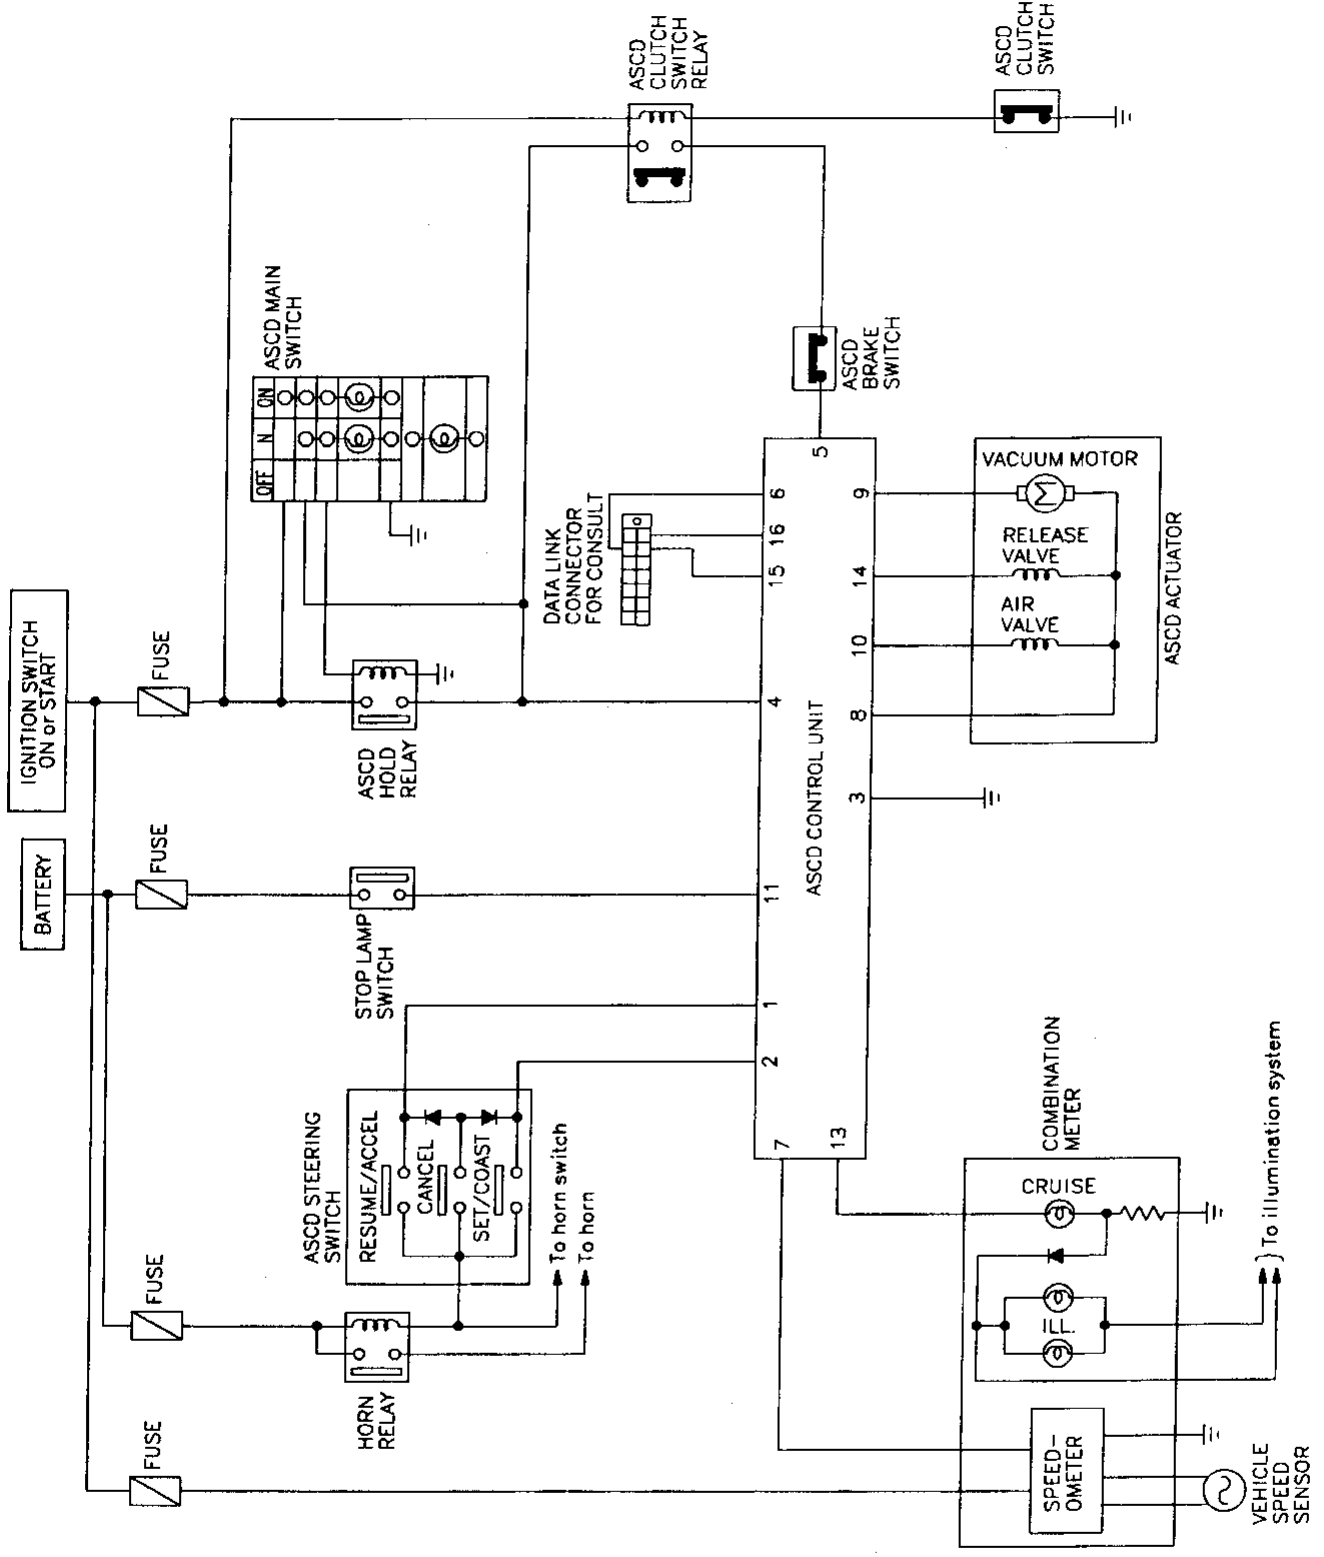 IGNITION SWITCH
ON or START
BATTERY
FUSE
FUSE
FUSE
FUSE
ASCD MAIN
SWITCH
OFF
N
ON
ASCD
CLUTCH
SWITCH
RELAY
ASCD
CLUTCH
SWITCH
ASCD
HOLD
RELAY
STOP LAMP
SWITCH
ASCD STEERING
SWITCH
RESUME/ACCEL
CANCEL
SET/COAST
HORN
RELAY
To horn switch
To horn
DATA LINK
CONNECTOR
FOR CONSULT
ASCD
BRAKE
SWITCH
ASCD CONTROL UNIT
5
6
16
15
4
11
1
2
7
13
3
8
10
14
9
VACUUM MOTOR
M
RELEASE
VALVE
AIR
VALVE
ASCD ACTUATOR
COMBINATION
METER
CRUISE
ILL.
SPEED-
OMETER
To illumination system
VEHICLE
SPEED
SENSOR